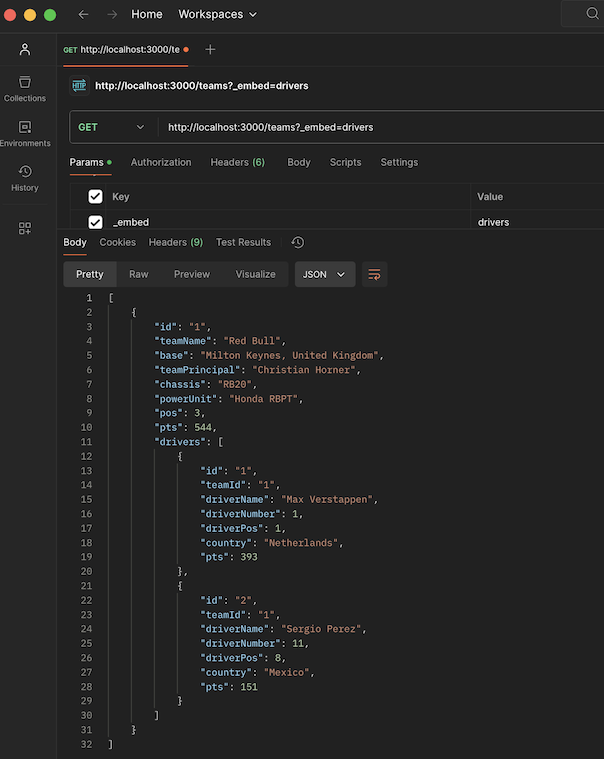 Home Workspaces
GET http://localhost:3000/te
HTTP http://localhost:3000/teams?_embed=drivers
GET http://localhost:3000/teams?_embed=drivers
Collections
Environments
History
Params Authorization Headers (6) Body Scripts Settings
Key Value
_embed drivers
Body Cookies Headers (9) Test Results
Pretty Raw Preview Visualize JSON
1 [
2 {
3 "id": "1",
4 "teamName": "Red Bull",
5 "base": "Milton Keynes, United Kingdom",
6 "teamPrincipal": "Christian Horner",
7 "chassis": "RB20",
8 "powerUnit": "Honda RBPT",
9 "pos": 3,
10 "pts": 544,
11 "drivers": [
12 {
13 "id": "1",
14 "teamId": "1",
15 "driverName": "Max Verstappen",
16 "driverNumber": 1,
17 "driverPos": 1,
18 "country": "Netherlands",
19 "pts": 393
20 },
21 {
22 "id": "2",
23 "teamId": "1",
24 "driverName": "Sergio Perez",
25 "driverNumber": 11,
26 "driverPos": 8,
27 "country": "Mexico",
28 "pts": 151
29 }
30 ]
31 }
32 ]